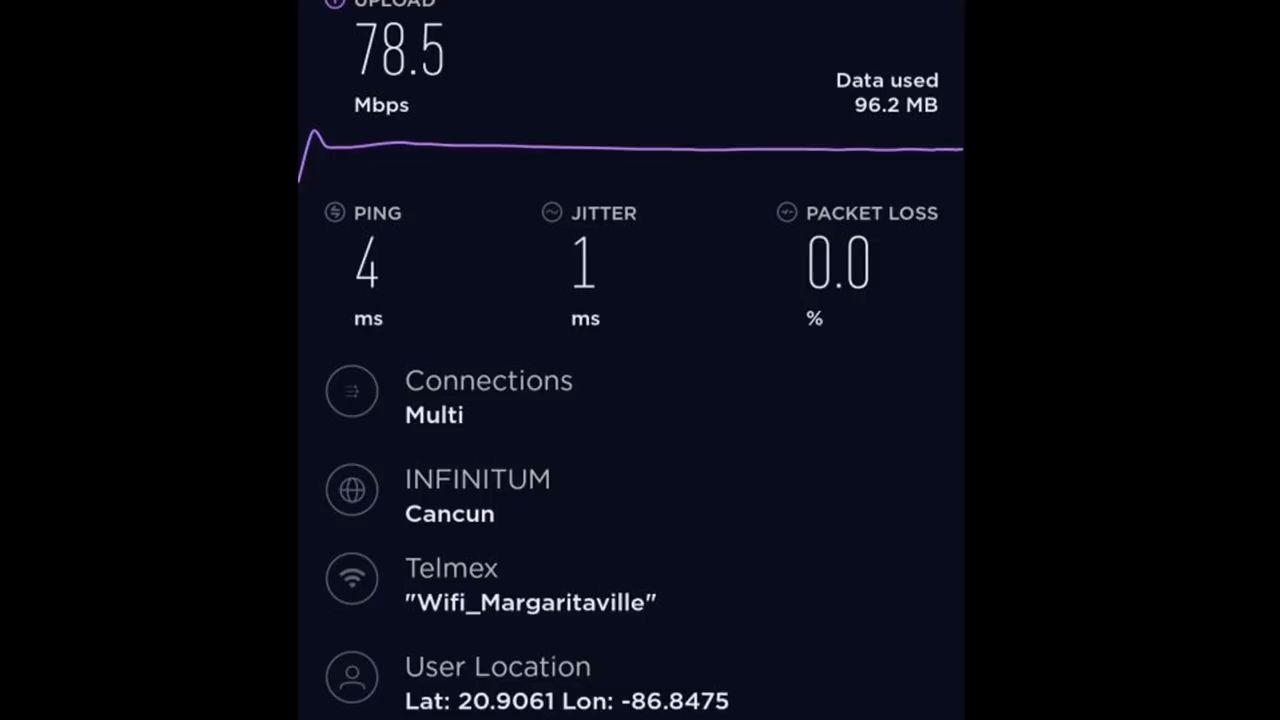 UPLOAD
78.5
Mbps
Data used
96.2 MB
PING
JITTER
PACKET LOSS
4
1
0.0
ms
ms
%
Connections
Multi
INFINITUM
Cancun
Telmex
"Wifi_Margaritaville"
User Location
Lat: 20.9061 Lon: -86.8475